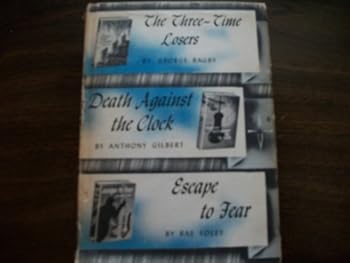 The Three-Time
Losers
BY GEORGE BAGBY
Death Against
the Clock
BY ANTHONY GILBERT
Escape
to Fear
BY RAE FOLEY